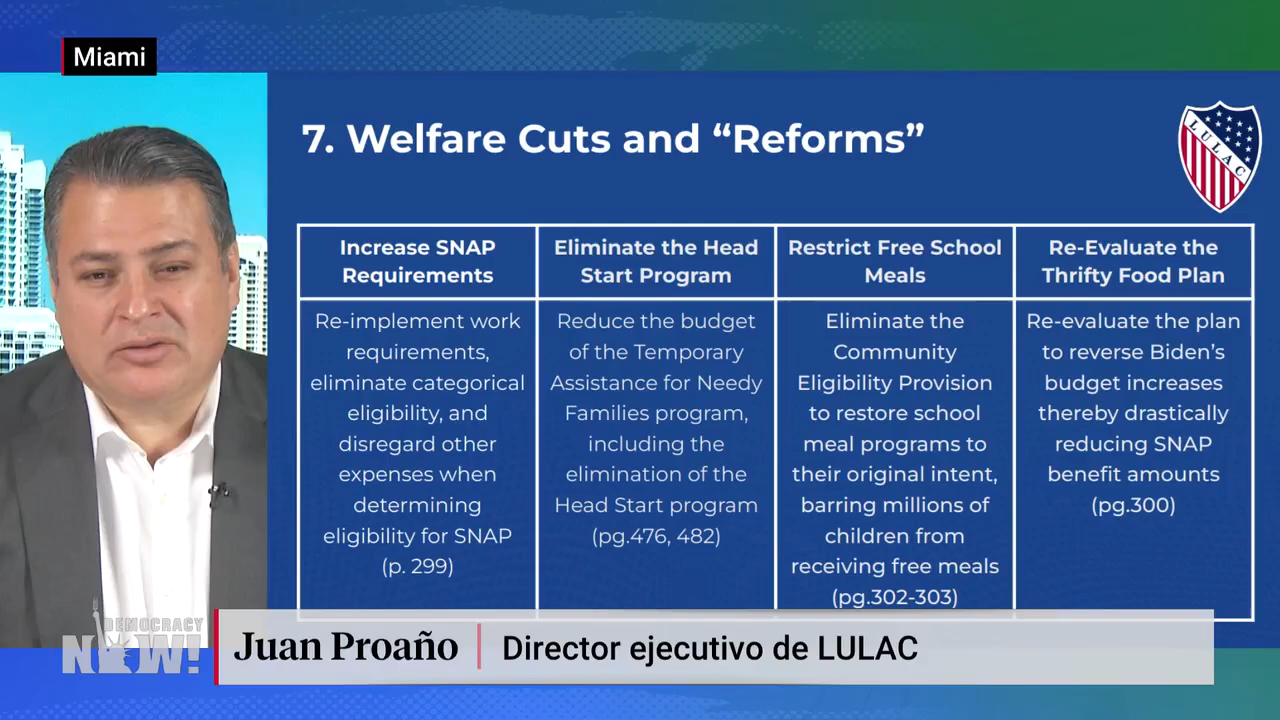 Miami
7. Welfare Cuts and “Reforms”
LULAC
Increase SNAP
Requirements
Re-implement work
requirements,
eliminate categorical
eligibility, and
disregard other
expenses when
determining
eligibility for SNAP
(p. 299)
Eliminate the Head
Start Program
Reduce the budget
of the Temporary
Assistance for Needy
Families program,
including the
elimination of the
Head Start program
(pg.476, 482)
Restrict Free School
Meals
Eliminate the
Community
Eligibility Provision
to restore school
meal programs to
their original intent,
barring millions of
children from
receiving free meals
(pg.302-303)
Re-Evaluate the
Thrifty Food Plan
Re-evaluate the plan
to reverse Biden’s
budget increases
thereby drastically
reducing SNAP
benefit amounts
(pg.300)
DEMOCRACY
NOW!
Juan Proaño
Director ejecutivo de LULAC